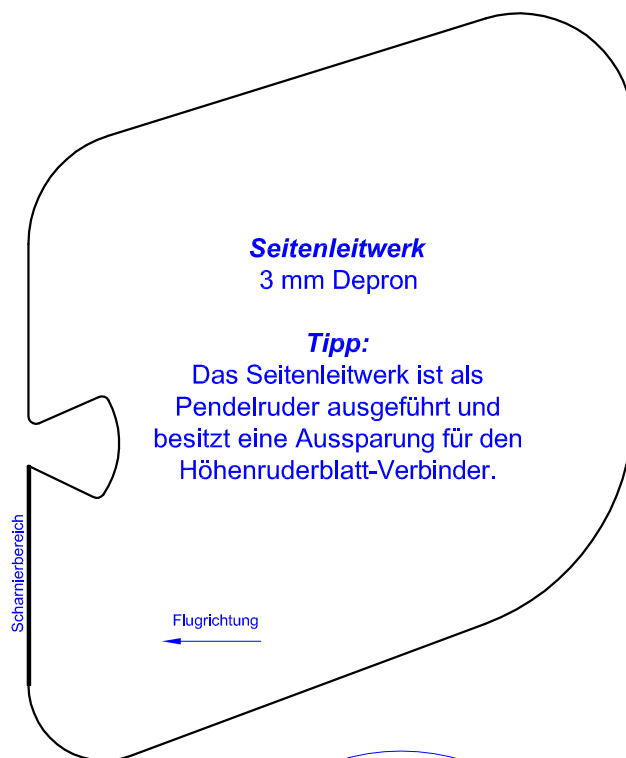 Seitenleitwerk
3 mm Depron
Tipp:
Das Seitenleitwerk ist als
Pendelruder ausgeführt und
besitzt eine Aussparung für den
Höhenruderblatt-Verbinder.
Scharnierbereich
Flugrichtung